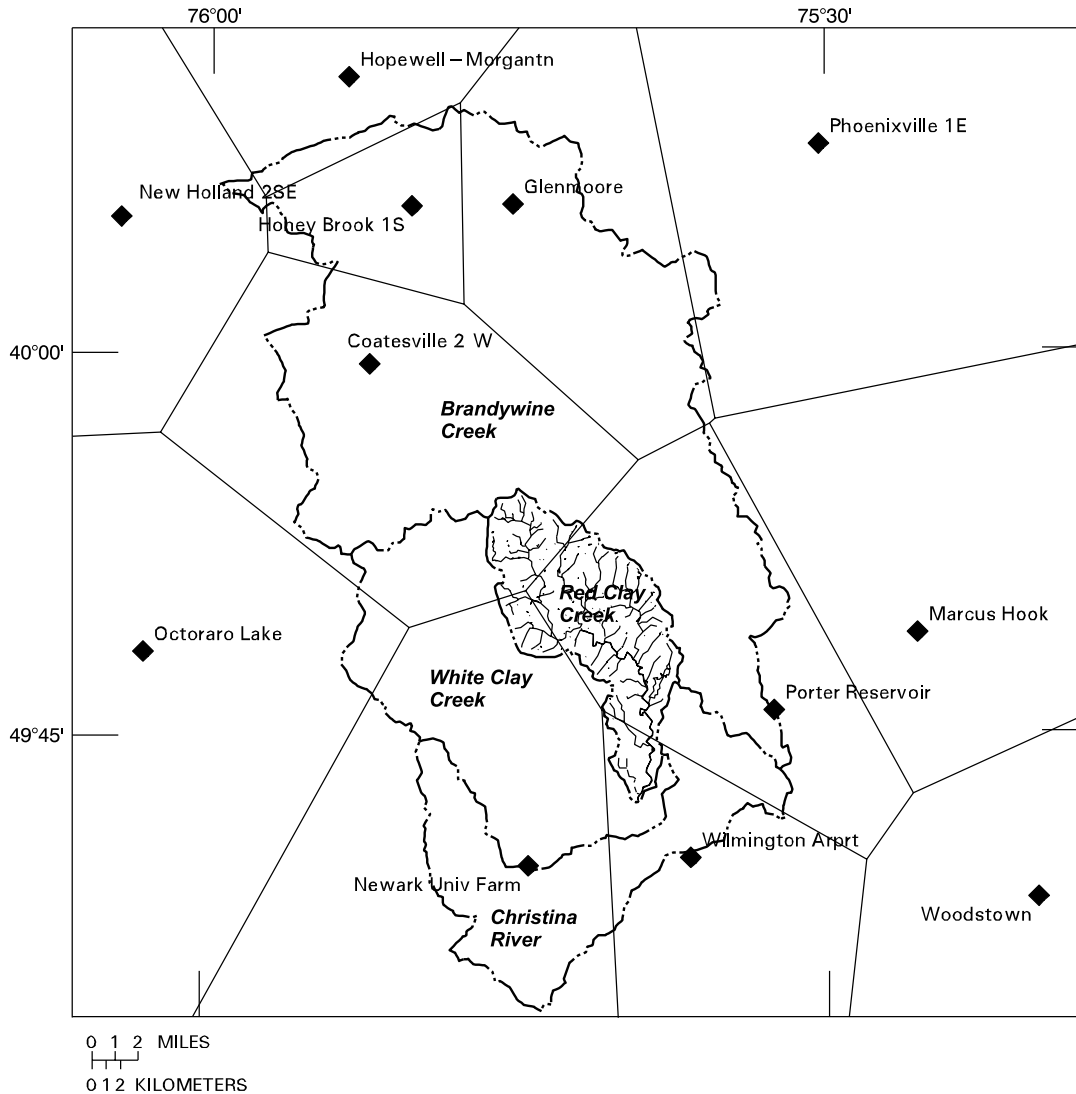 76°00'
75°30'
Hopewell – Morgantn
Phoenixville 1E
New Holland 2SE
Glenmoore
Honey Brook 1S
40°00'
Coatesville 2 W
Brandywine
Creek
Red Clay
Creek
Octoraro Lake
Marcus Hook
White Clay
Creek
Porter Reservoir
49°45'
Wilmington Arprt
Newark Univ Farm
Woodstown
Christina
River
0 1 2 MILES
0 1 2 KILOMETERS